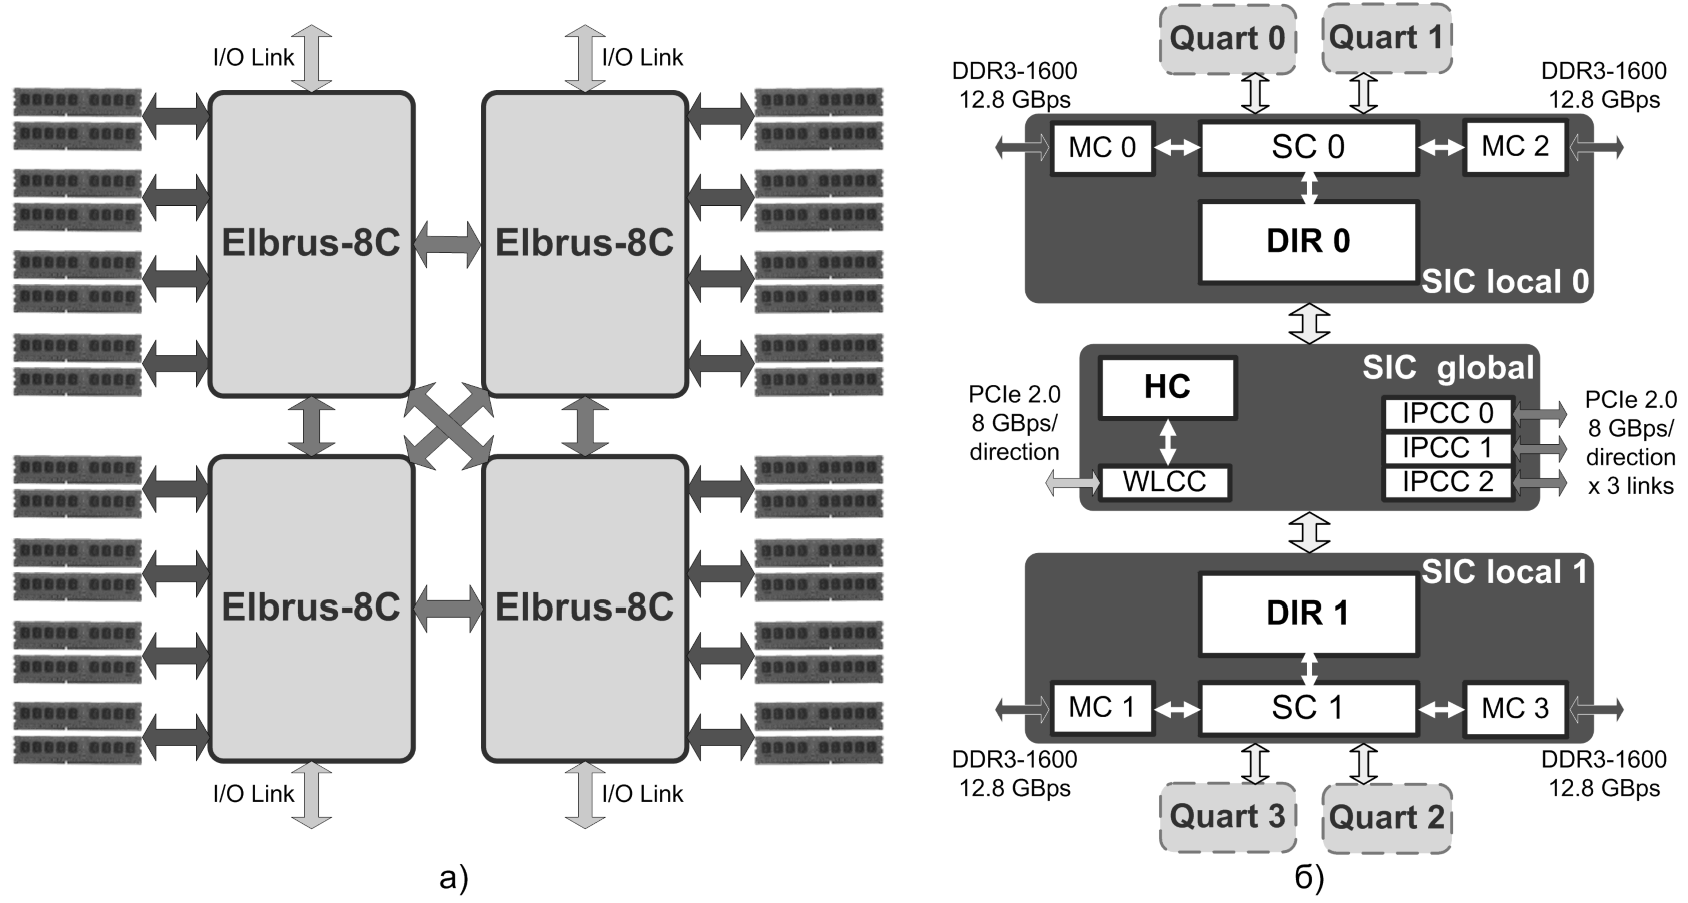 I/O Link
I/O Link
Elbrus-8C
Elbrus-8C
Elbrus-8C
Elbrus-8C
I/O Link
I/O Link
а)
Quart 0
Quart 1
DDR3-1600
12.8 GBps
DDR3-1600
12.8 GBps
MC 0
SC 0
MC 2
DIR 0
SIC local 0
SIC global
HC
WLCC
PCIe 2.0
8 GBps/
direction
IPCC 0
IPCC 1
IPCC 2
PCIe 2.0
8 GBps/
direction
x 3 links
SIC local 1
DIR 1
MC 1
SC 1
MC 3
DDR3-1600
12.8 GBps
DDR3-1600
12.8 GBps
Quart 3
Quart 2
б)